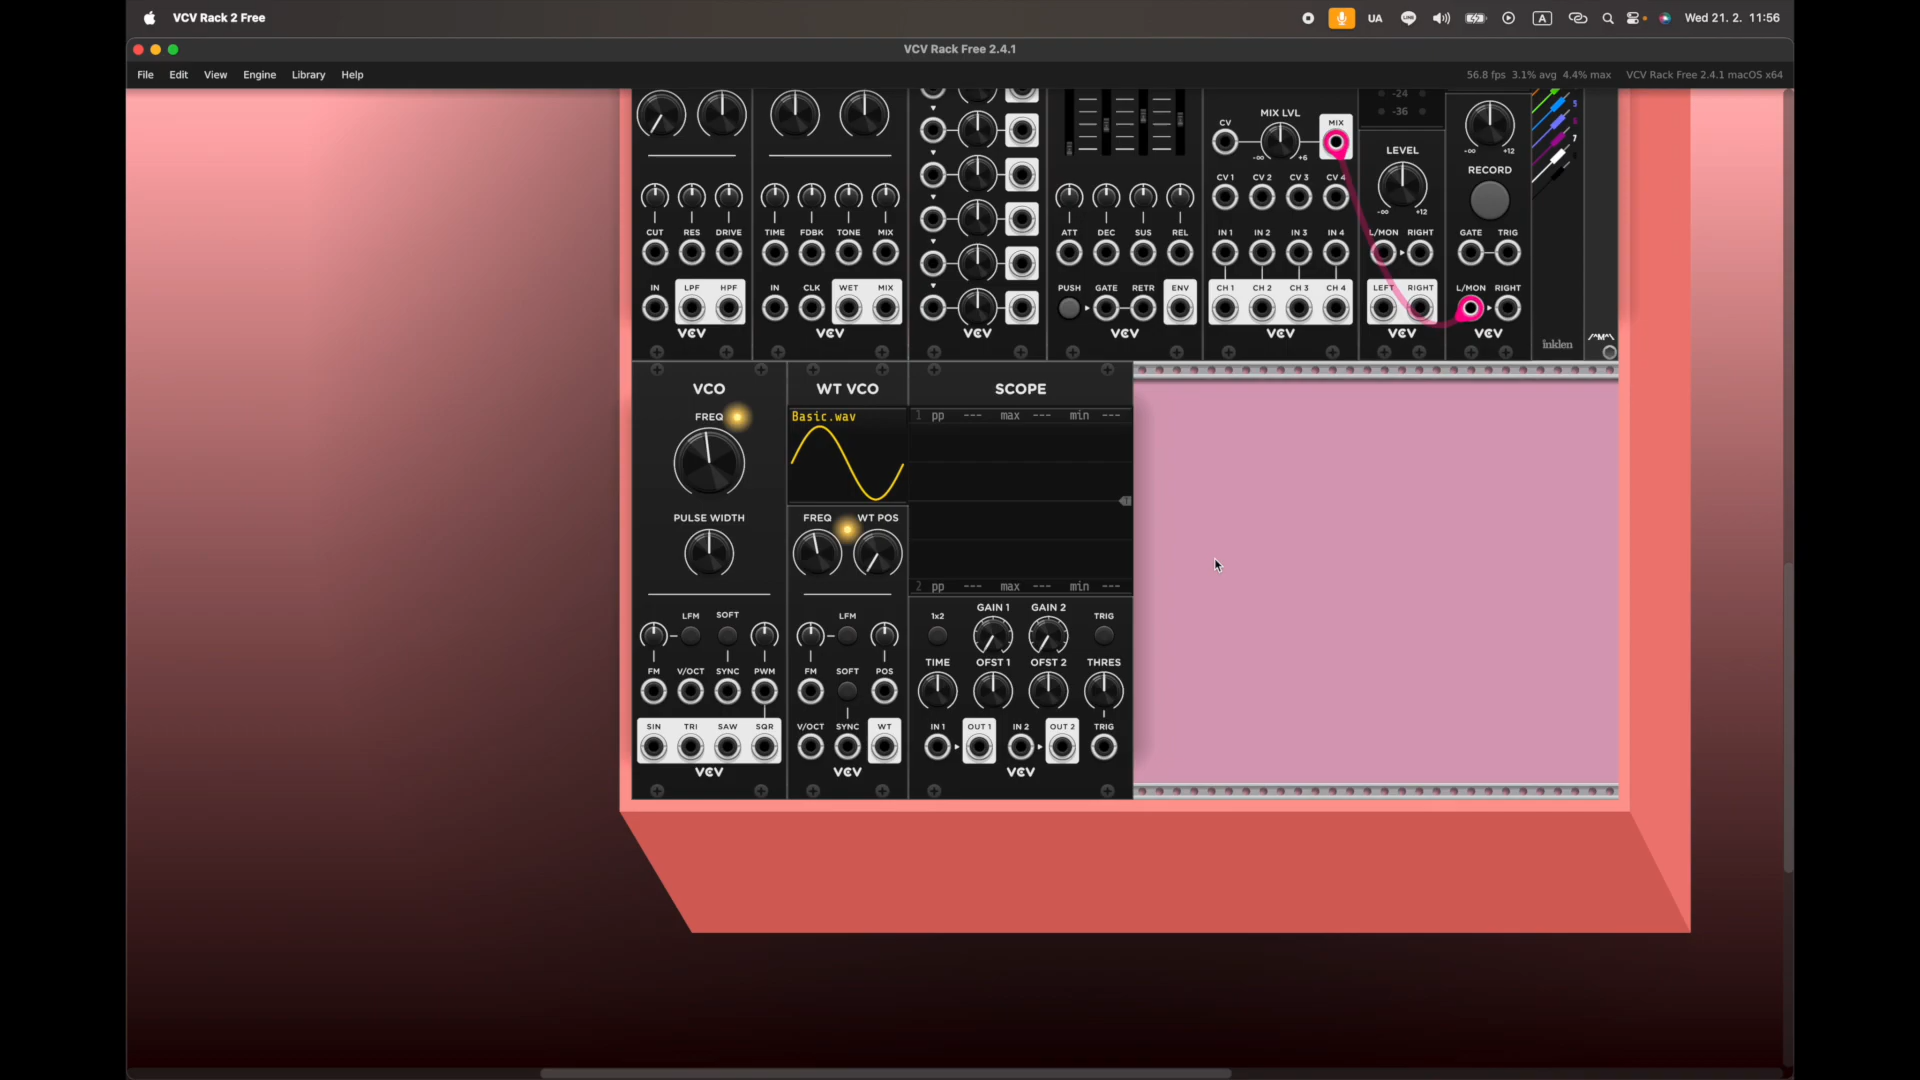 VCV Rack 2 Free
UA
A
Wed 21. 2. 11:56
VCV Rack Free 2.4.1
File Edit View Engine Library Help
56.8 fps 3.1% avg 4.4% max VCV Rack Free 2.4.1 macOS x64
-24
-36
MIX LVL
CV
MIX
-∞ +6
-∞ +12
LEVEL
-∞ +12
RECORD
5
6
7
CV 1 CV 2 CV 3 CV 4
CUT RES DRIVE
TIME FDBK TONE MIX
ATT DEC SUS REL
IN 1 IN 2 IN 3 IN 4
L/MON RIGHT
GATE TRIG
IN LPF HPF
IN CLK WET MIX
PUSH GATE RETR ENV
CH 1 CH 2 CH 3 CH 4
LEFT RIGHT
L/MON RIGHT
VCV VCV VCV VCV VCV VCV VCV
inklen
VCO
FREQ
PULSE WIDTH
LFM SOFT
FM V/OCT SYNC PWM
SIN TRI SAW SQR
VCV
WT VCO
Basic.wav
FREQ WT POS
LFM
FM SOFT POS
V/OCT SYNC WT
VCV
SCOPE
1 pp --- max --- min ---
2 pp --- max --- min ---
1x2 GAIN 1 GAIN 2 TRIG
TIME OFST 1 OFST 2 THRES
IN 1 OUT 1 IN 2 OUT 2 TRIG
VCV